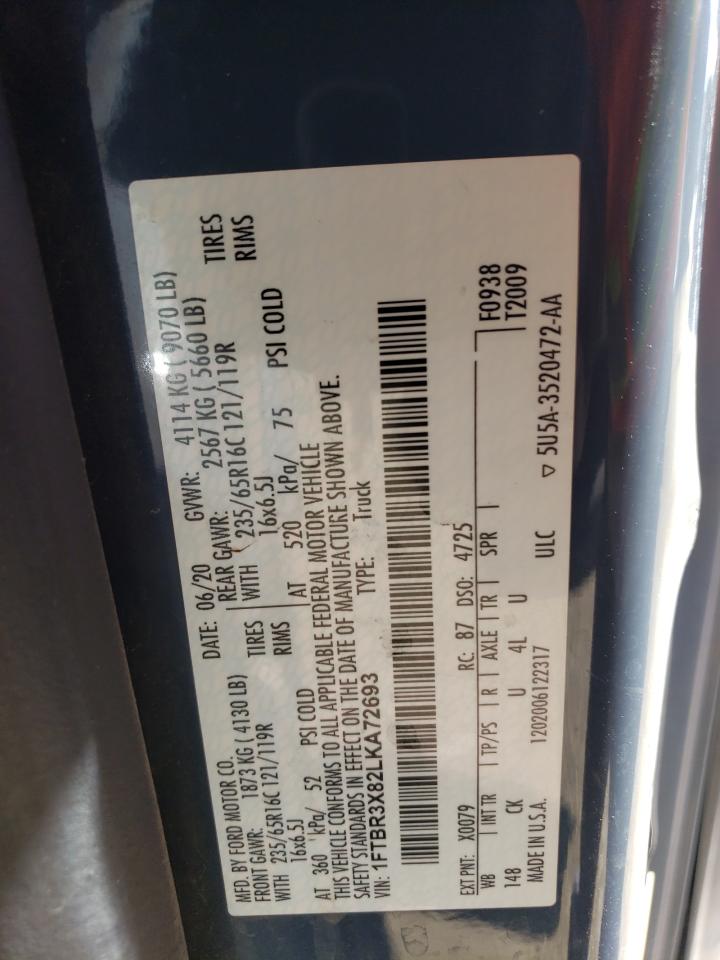 MFD. BY FORD MOTOR CO. DATE: 06/20 GVWR: 4114 KG ( 9070 LB)
FRONT GAWR: 1873 KG ( 4130 LB) REAR GAWR: 2567 KG ( 5660 LB)
WITH 235/65R16C 121/119R TIRES WITH 235/65R16C 121/119R TIRES
16x6.5J RIMS 16x6.5J RIMS
AT 360 kPa/ 52 PSI COLD AT 520 kPa/ 75 PSI COLD
THIS VEHICLE CONFORMS TO ALL APPLICABLE FEDERAL MOTOR VEHICLE
SAFETY STANDARDS IN EFFECT ON THE DATE OF MANUFACTURE SHOWN ABOVE.
VIN: 1FTBR3X82LKA72693 TYPE: Truck
EXT PNT: X0079 RC: 87 DSO: 4725
WB INT TR TP/PS R AXLE TR SPR F0938
148 CK U 4L U T2009
MADE IN U.S.A. 1202006122317 ULC ▽ 5U5A-3520472-AA